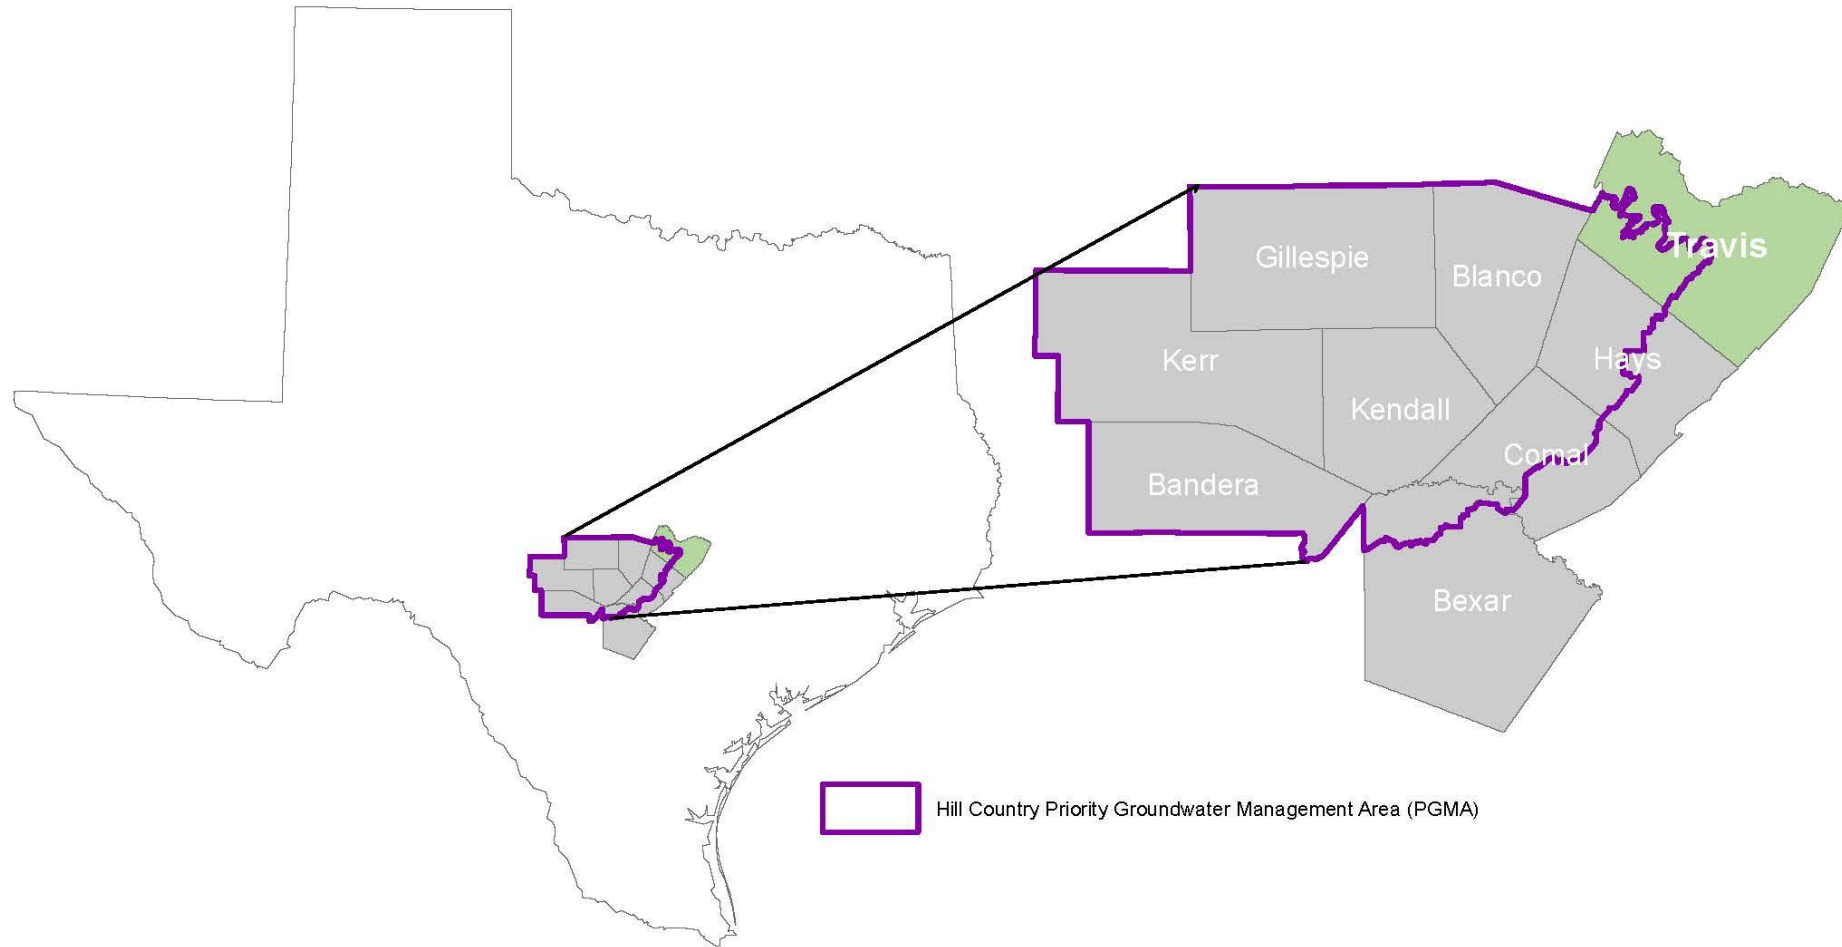 Travis
Gillespie
Blanco
Kerr
Hays
Kendall
Comal
Bandera
Bexar
Hill Country Priority Groundwater Management Area (PGMA)